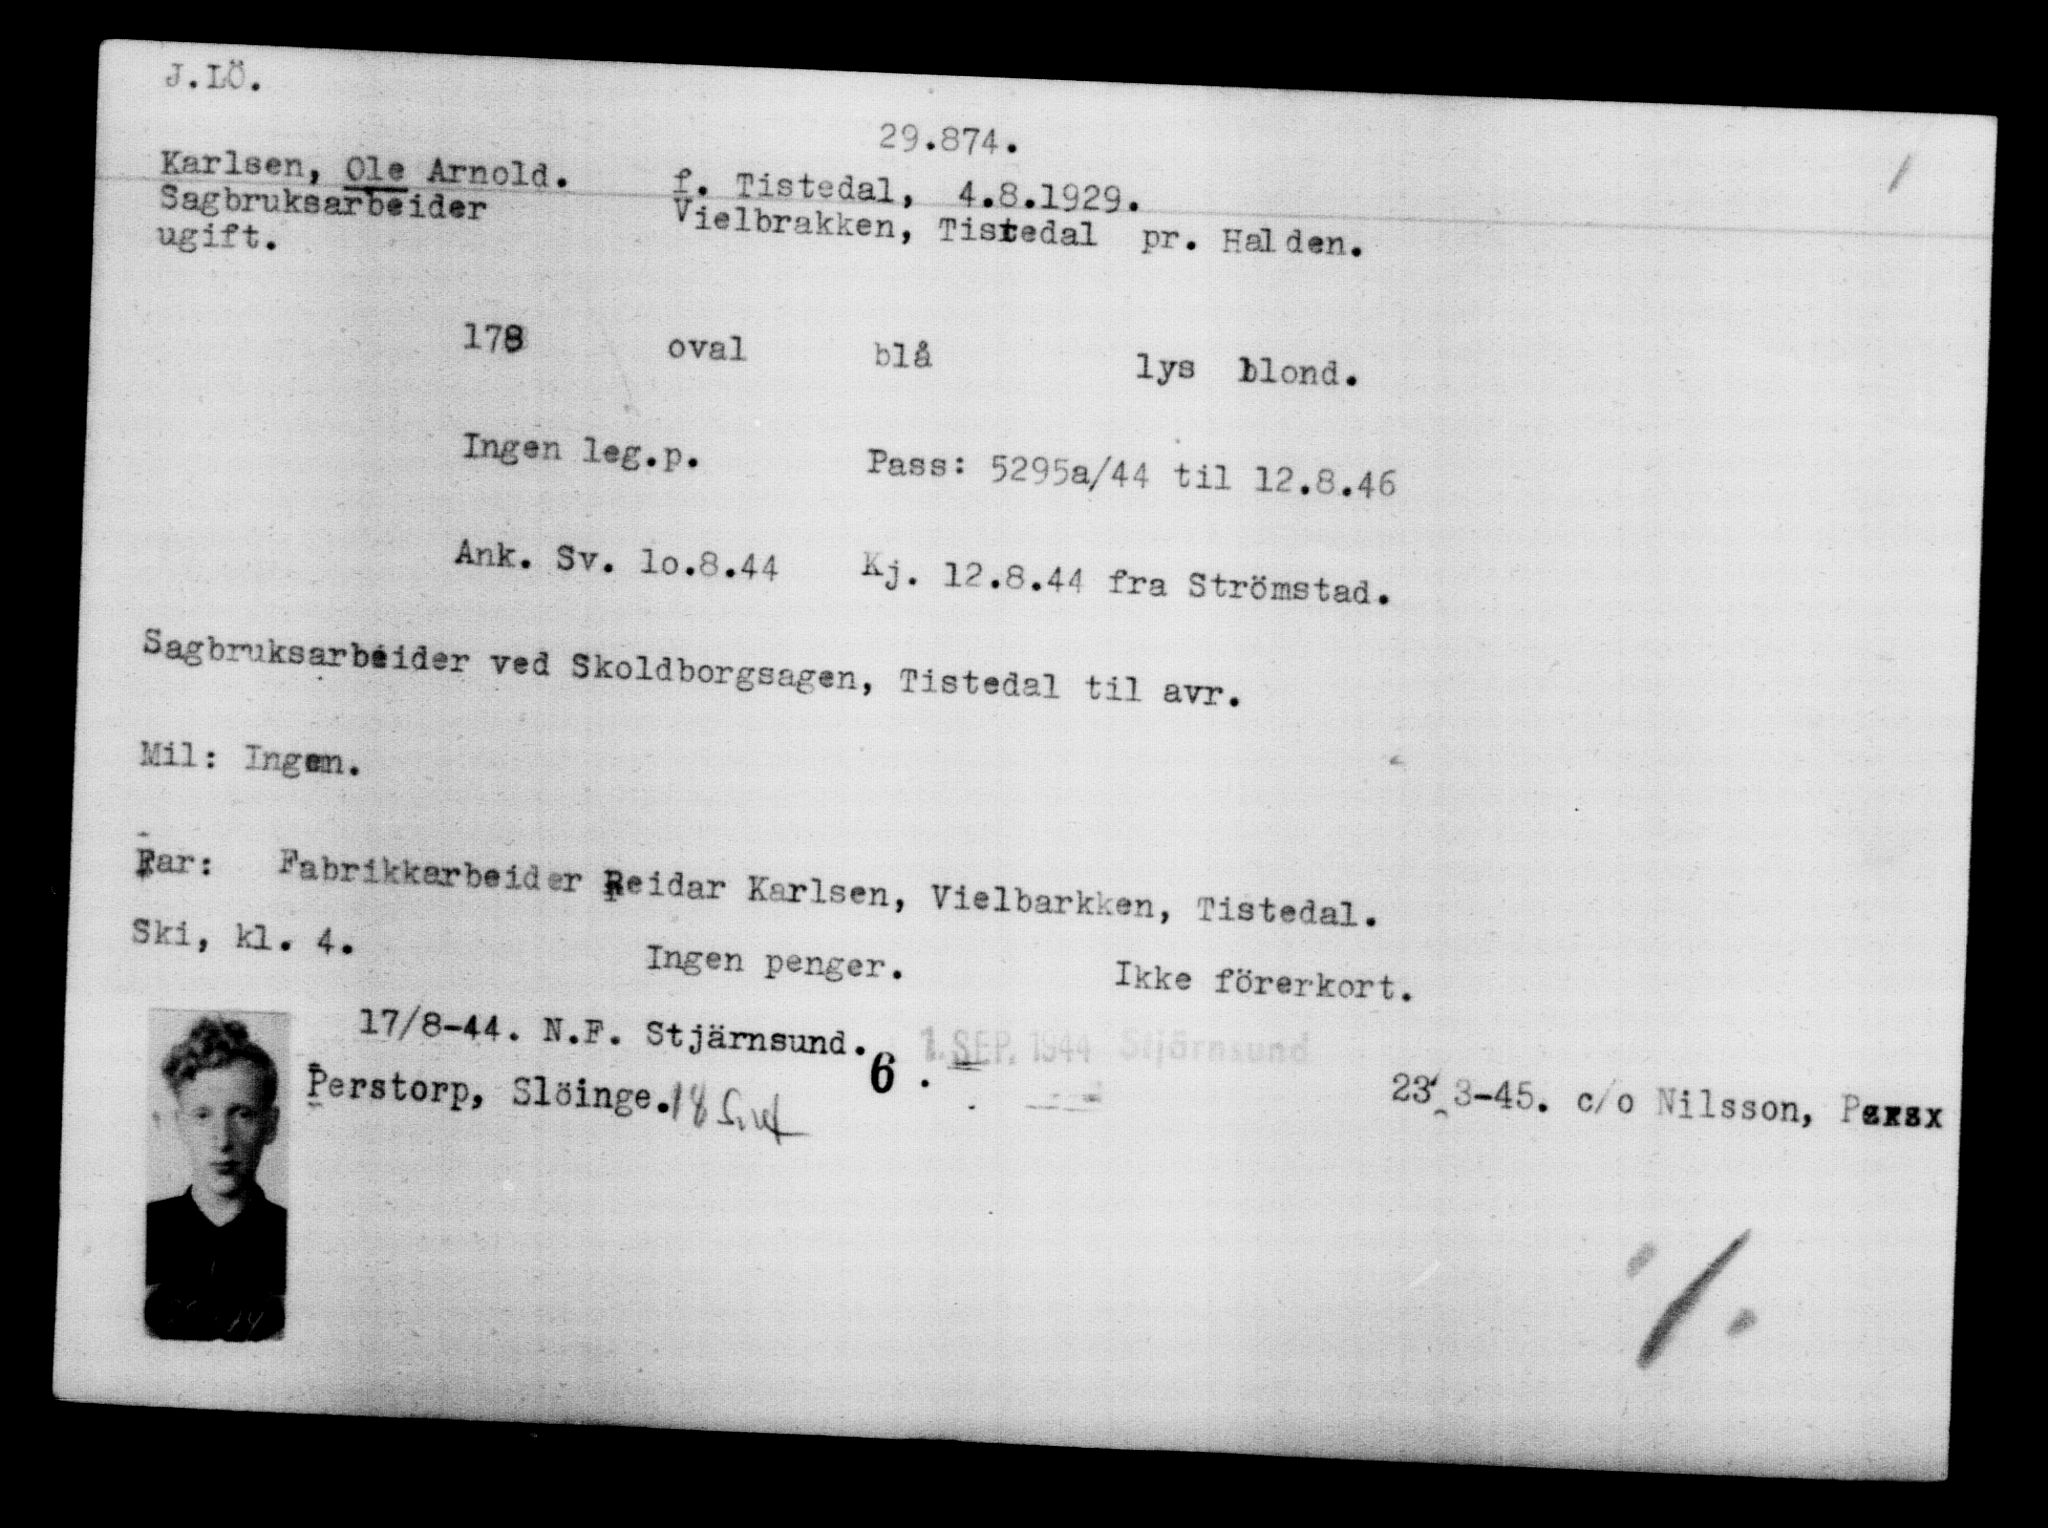 J.LÖ.
29.874.
Karlsen, Ole Arnold. f. Tistedal, 4.8.1929.
Sagbruksarbeider Vielbrakken, Tistedal pr. Halden.
ugift.
178 oval blå lys blond.
Ingen leg.p. Pass: 5295a/44 til 12.8.46
Ank. Sv. lo.8.44 Kj. 12.8.44 fra Strömstad.
Sagbruksarbeider ved Skoldborgsagen, Tistedal til avr.
Mil: Ingen.
Far: Fabrikkarbeider Reidar Karlsen, Vielbarkken, Tistedal.
Ski, kl. 4. Ingen penger. Ikke förerkort.
17/8-44. N.F. Stjärnsund. 1. SEP. 1944 Stjärnsund
6.
23/3-45. c/o Nilsson,
Perstorp, Slöinge. 18